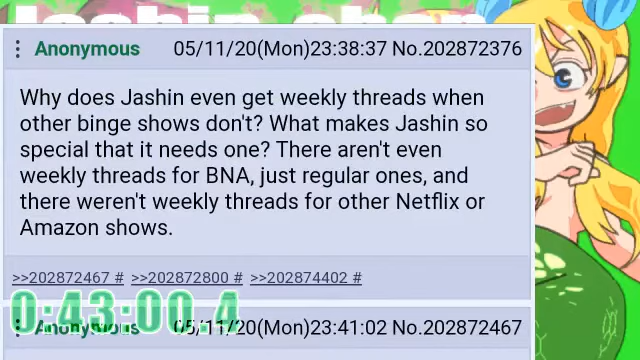 Jashin-chan
Anonymous 05/11/20(Mon)23:38:37 No.202872376
Why does Jashin even get weekly threads when
other binge shows don't? What makes Jashin so
special that it needs one? There aren't even
weekly threads for BNA, just regular ones, and
there weren't weekly threads for other Netflix or
Amazon shows.
>>202872467 # >>202872800 # >>202874402 #
0:43:00.4
Anonymous 05/11/20(Mon)23:41:02 No.202872467